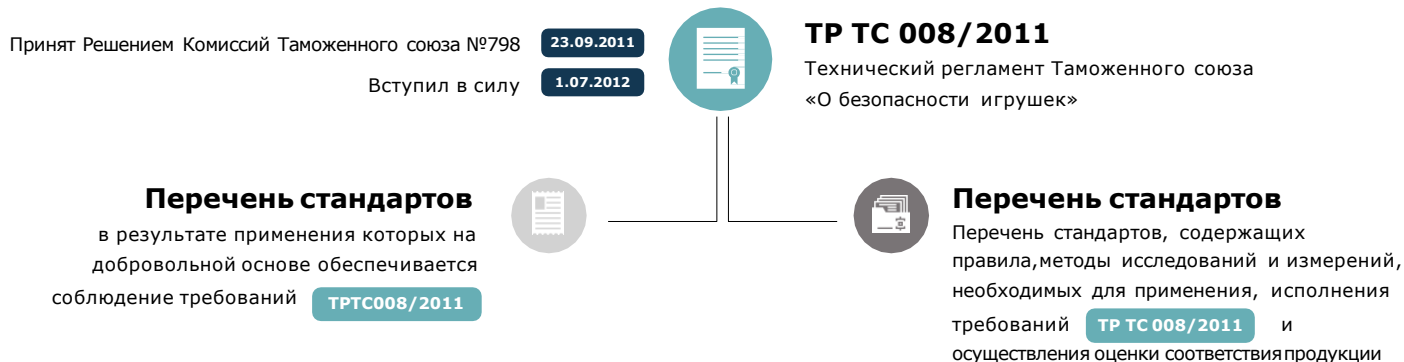 Принят Решением Комиссий Таможенного союза №798 23.09.2011
Вступил в силу 1.07.2012
ТР ТС 008/2011
Технический регламент Таможенного союза
«О безопасности игрушек»
Перечень стандартов
в результате применения которых на
добровольной основе обеспечивается
соблюдение требований ТРТС008/2011
Перечень стандартов
Перечень стандартов, содержащих
правила,методы исследований и измерений,
необходимых для применения, исполнения
требований ТР ТС 008/2011 и
осуществления оценки соответствия продукции